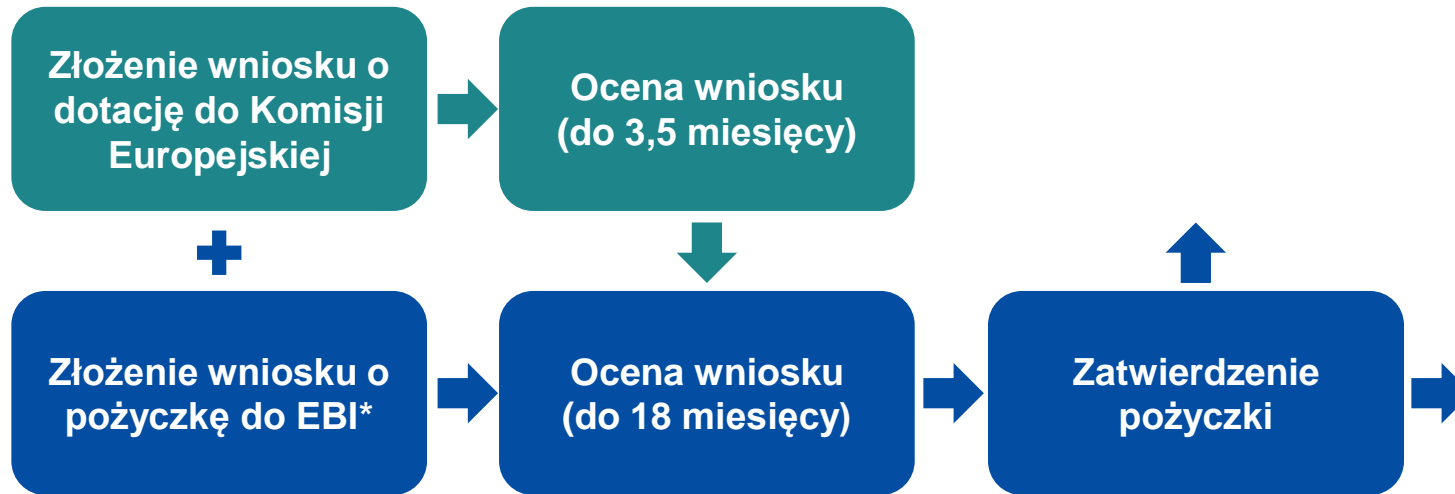 Złożenie wniosku o
dotację do Komisji
Europejskiej
Ocena wniosku
(do 3,5 miesięcy)
Złożenie wniosku o
pożyczkę do EBI*
Ocena wniosku
(do 18 miesięcy)
Zatwierdzenie
pożyczki